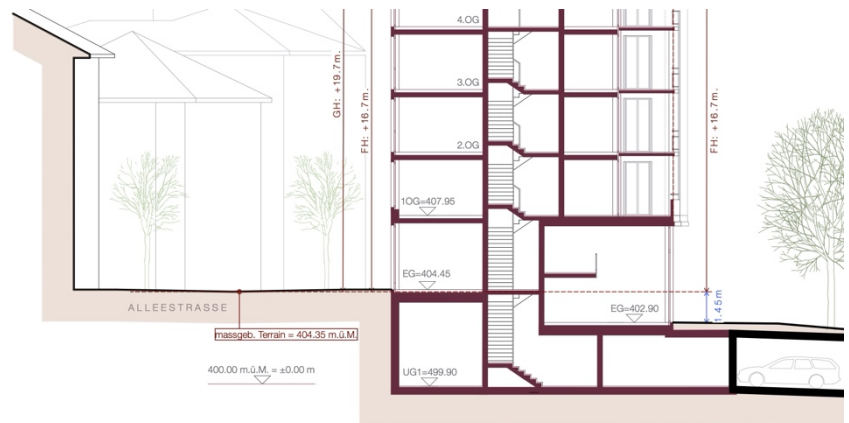 4.OG
GH: +19.7m.
FH: +16.7m.
3.OG
FH: +16.7m.
2.OG
1OG=407.95
EG=404.45
ALLEESTRASSE
EG=402.90
1.45m
massgeb. Terrain = 404.35 m.ü.M.
400.00 m.ü.M. = ±0.00 m
UG1=499.90